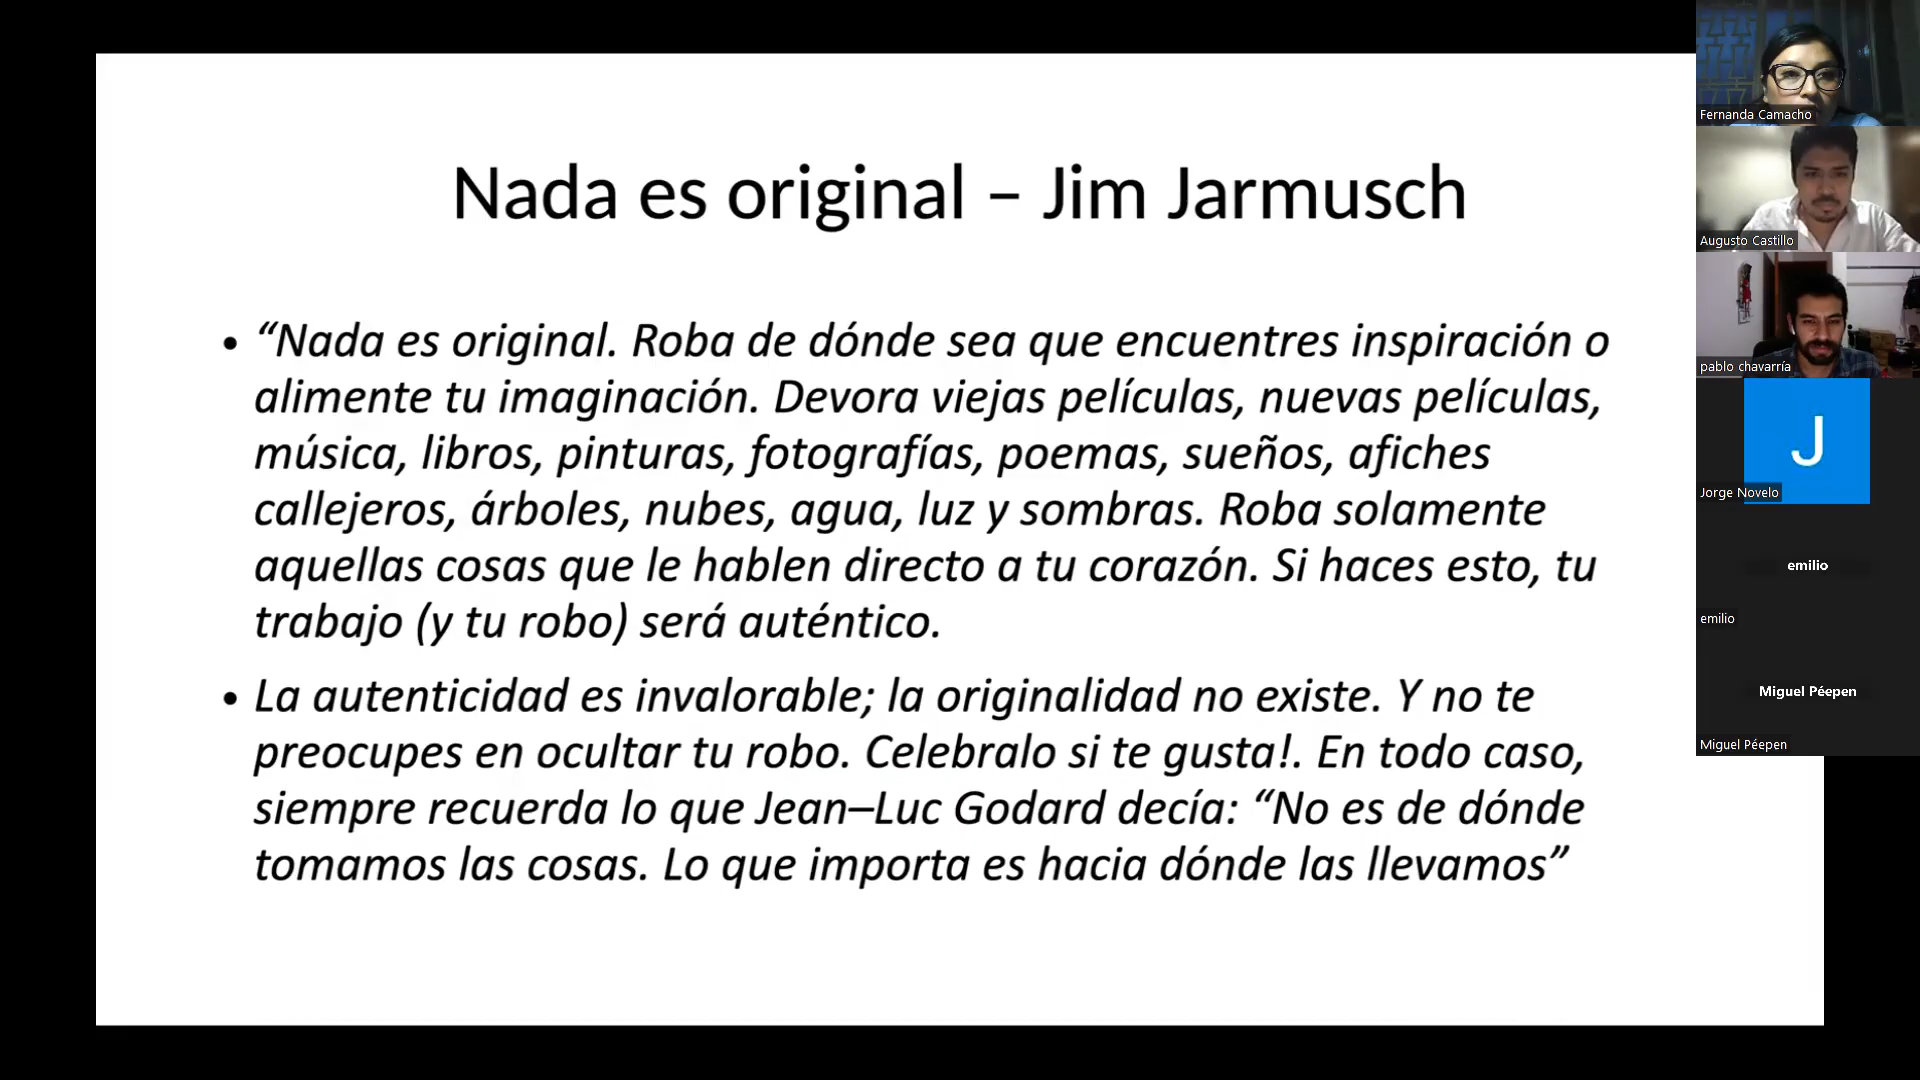 Nada es original – Jim Jarmusch
• “Nada es original. Roba de dónde sea que encuentres inspiración o
alimente tu imaginación. Devora viejas películas, nuevas películas,
música, libros, pinturas, fotografías, poemas, sueños, afiches
callejeros, árboles, nubes, agua, luz y sombras. Roba solamente
aquellas cosas que le hablen directo a tu corazón. Si haces esto, tu
trabajo (y tu robo) será auténtico.
• La autenticidad es invalorable; la originalidad no existe. Y no te
preocupes en ocultar tu robo. Celebralo si te gusta!. En todo caso,
siempre recuerda lo que Jean–Luc Godard decía: “No es de dónde
tomamos las cosas. Lo que importa es hacia dónde las llevamos”
Fernanda Camacho
Augusto Castillo
pablo chavarría
J
Jorge Novelo
emilio
emilio
Miguel Péepen
Miguel Péepen